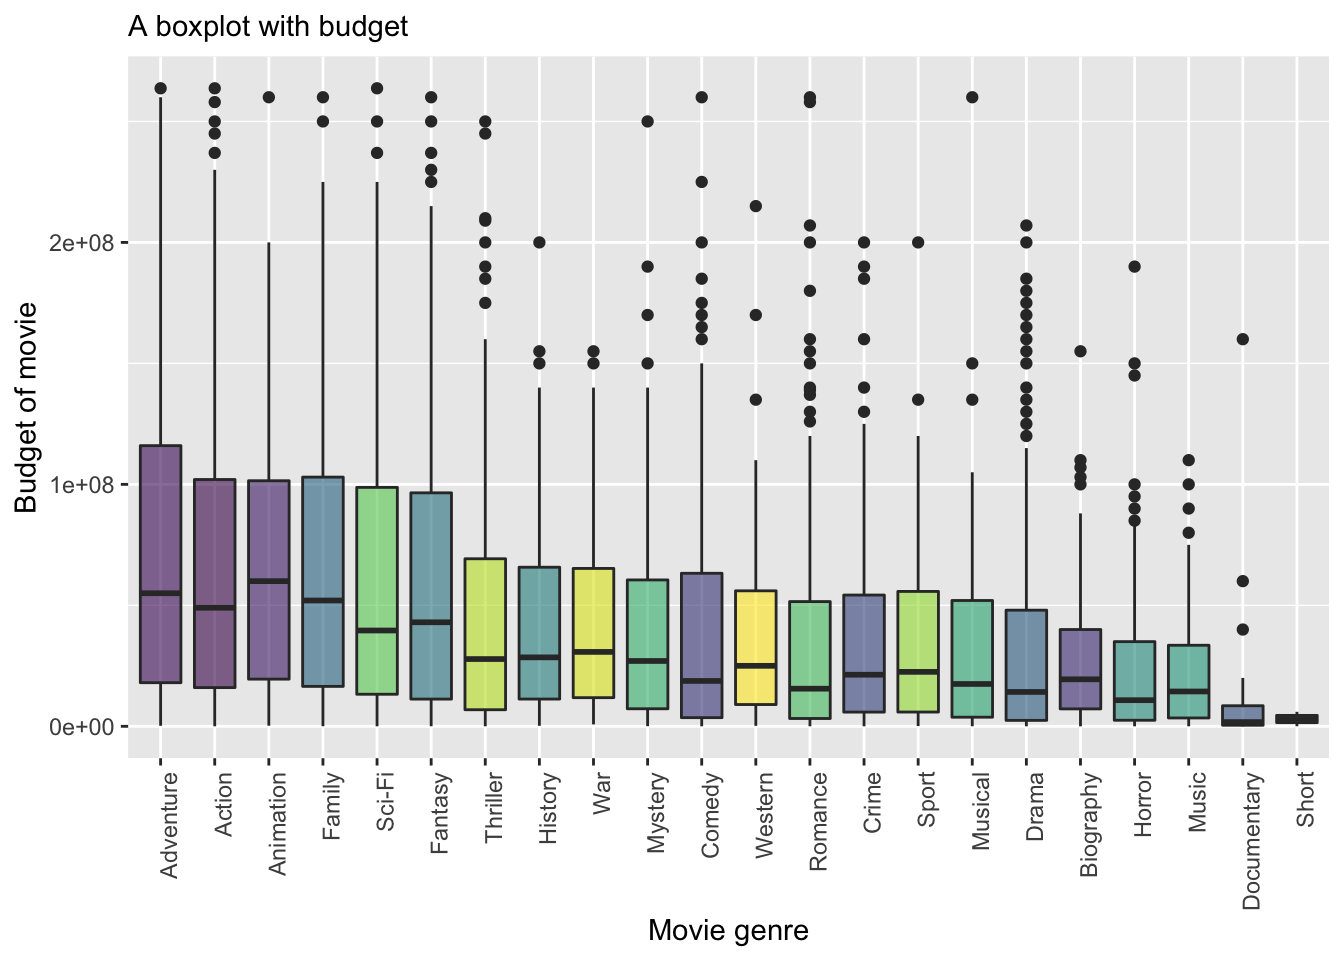 A boxplot with budget
Budget of movie
2e+08
1e+08
0e+00
Adventure
Action
Animation
Family
Sci-Fi
Fantasy
Thriller
History
War
Mystery
Comedy
Western
Romance
Crime
Sport
Musical
Drama
Biography
Horror
Music
Documentary
Short
Movie genre